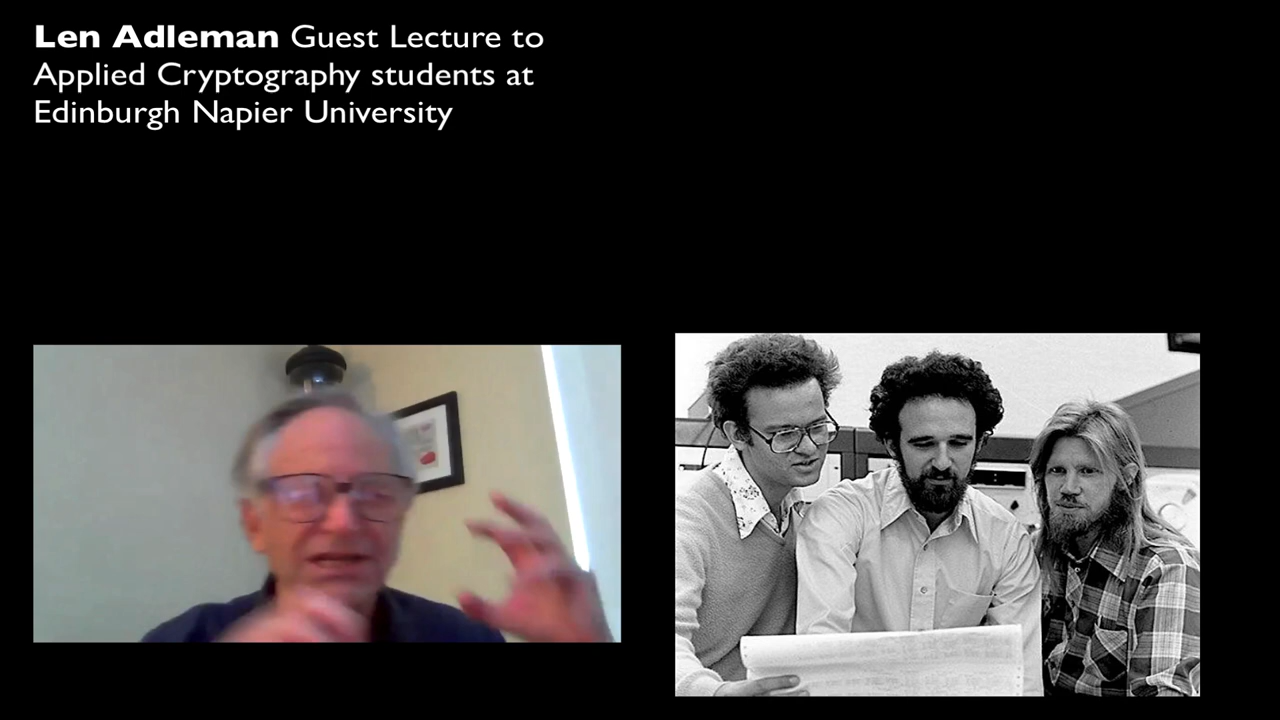 Len Adleman Guest Lecture to
Applied Cryptography students at
Edinburgh Napier University